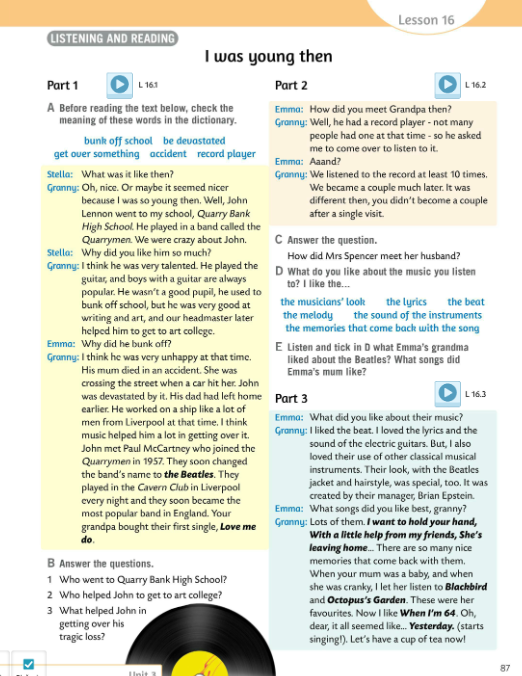 Lesson 16
LISTENING AND READING
I was young then
Part 1
L 16.1
A Before reading the text below, check the
meaning of these words in the dictionary.
bunk off school be devastated
get over something accident record player
Stella: What was it like then?
Granny: Oh, nice. Or maybe it seemed nicer
because I was so young then. Well, John
Lennon went to my school, Quarry Bank
High School. He played in a band called the
Quarrymen. We were crazy about John.
Stella: Why did you like him so much?
Granny: I think he was very talented. He played the
guitar, and boys with a guitar are always
popular. He wasn't a good pupil, he used to
bunk off school, but he was very good at
writing and art, and our headmaster later
helped him to get to art college.
Emma: Why did he bunk off?
Granny: I think he was very unhappy at that time.
His mum died in an accident. She was
crossing the street when a car hit her. John
was devastated by it. His dad had left home
earlier. He worked on a ship like a lot of
men from Liverpool at that time. I think
music helped him a lot in getting over it.
John met Paul McCartney who joined the
Quarrymen in 1957. They soon changed
the band's name to the Beatles. They
played in the Cavern Club in Liverpool
every night and they soon became the
most popular band in England. Your
grandpa bought their first single, Love me
do.
B Answer the questions.
1 Who went to Quarry Bank High School?
2 Who helped John to get to art college?
3 What helped John in
getting over his
tragic loss?
Part 2
L 16.2
Emma: How did you meet Grandpa then?
Granny: Well, he had a record player - not many
people had one at that time - so he asked
me to come over to listen to it.
Emma: Aaand?
Granny: We listened to the record at least 10 times.
We became a couple much later. It was
different then, you didn't become a couple
after a single visit.
C Answer the question.
How did Mrs Spencer meet her husband?
D What do you like about the music you listen
to? I like the...
the musicians' look the lyrics the beat
the melody the sound of the instruments
the memories that come back with the song
E Listen and tick in D what Emma's grandma
liked about the Beatles? What songs did
Emma's mum like?
Part 3
L 16.3
Emma: What did you like about their music?
Granny: I liked the beat. I loved the lyrics and the
sound of the electric guitars. But, I also
loved their use of other classical musical
instruments. Their look, with the Beatles
jacket and hairstyle, was special, too. It was
created by their manager, Brian Epstein.
Emma: What songs did you like best, granny?
Granny: Lots of them. I want to hold your hand,
With a little help from my friends, She's
leaving home... There are so many nice
memories that come back with them.
When your mum was a baby, and when
she was cranky, I let her listen to Blackbird
and Octopus's Garden. These were her
favourites. Now I like When I'm 64. Oh,
dear, it all seemed like... Yesterday. (starts
singing!). Let's have a cup of tea now!
Unit 3
87